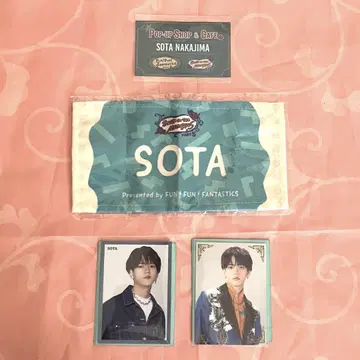 POP-UP SHOP & CAFE
SOTA NAKAJIMA
SOTA
Presented by FUN! FUN! FANTASTICS
SOTA